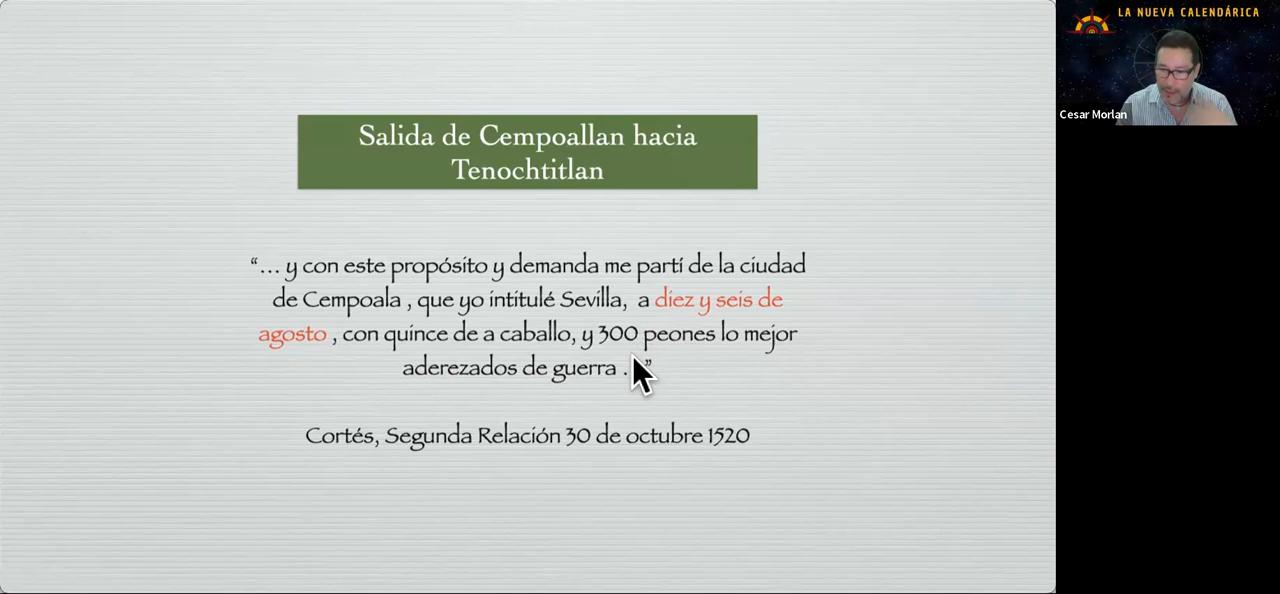 Salida de Cempoallan hacia
Tenochtitlan
“... y con este propósito y demanda me partí de la ciudad
de Cempoala , que yo intitulé Sevilla, a diez y seis de
agosto , con quince de a caballo, y 300 peones lo mejor
aderezados de guerra . ”
Cortés, Segunda Relación 30 de octubre 1520
LA NUEVA CALENDÁRICA
Cesar Morlan